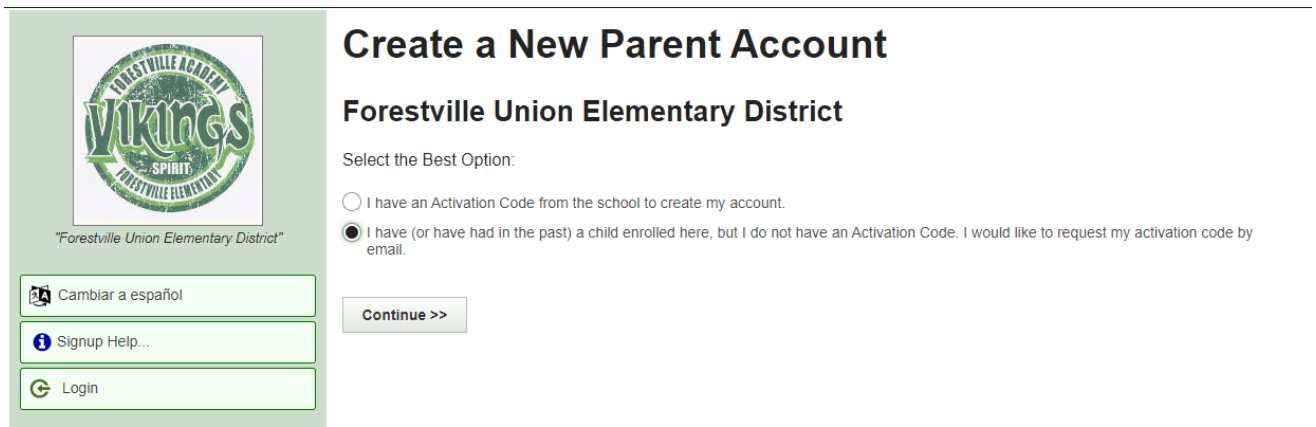 Create a New Parent Account
Forestville Union Elementary District
Select the Best Option:
I have an Activation Code from the school to create my account.
I have (or have had in the past) a child enrolled here, but I do not have an Activation Code. I would like to request my activation code by
email.
Continue >>
FORESTVILLE ACADEMY
VIKINGS
SPIRIT
FORESTVILLE ELEMENTARY
"Forestville Union Elementary District"
Cambiar a español
Signup Help...
Login